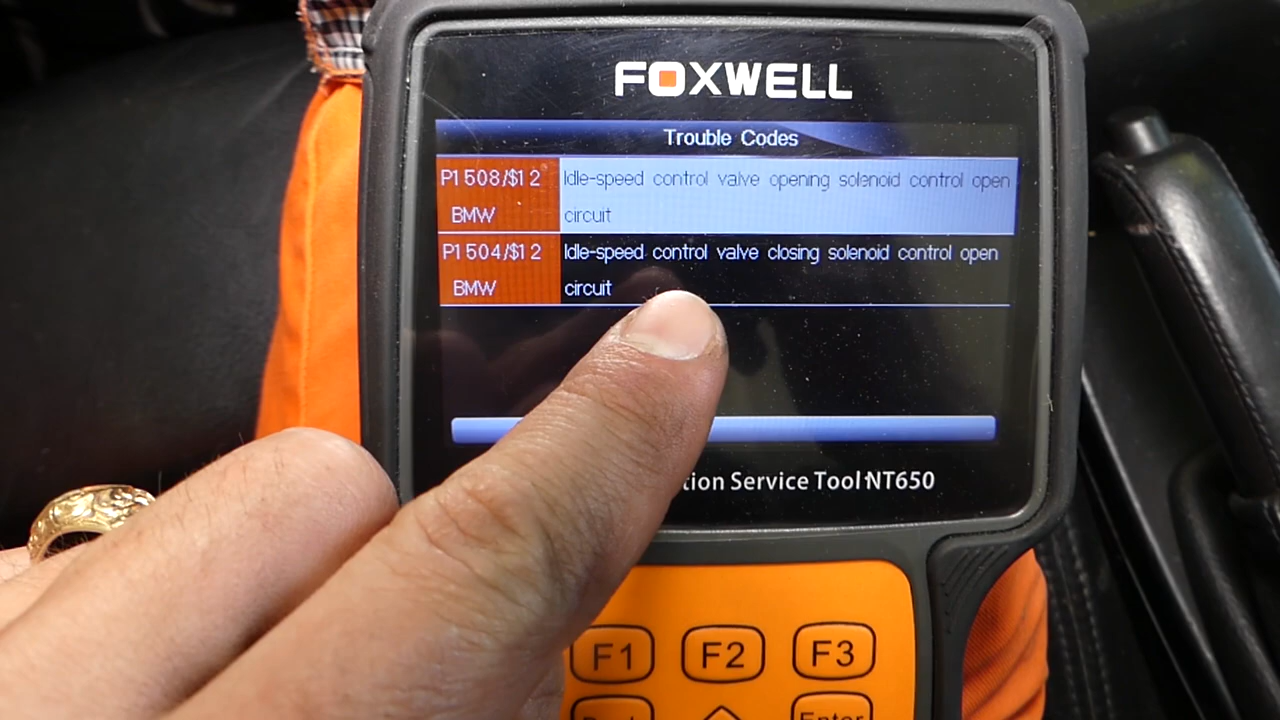 FOXWELL
Trouble Codes
P1508/$12 Idle-speed control valve opening solenoid control open
BMW circuit
P1504/$12 Idle-speed control valve closing solenoid control open
BMW circuit
Service Tool NT650
F1 F2 F3
Enter